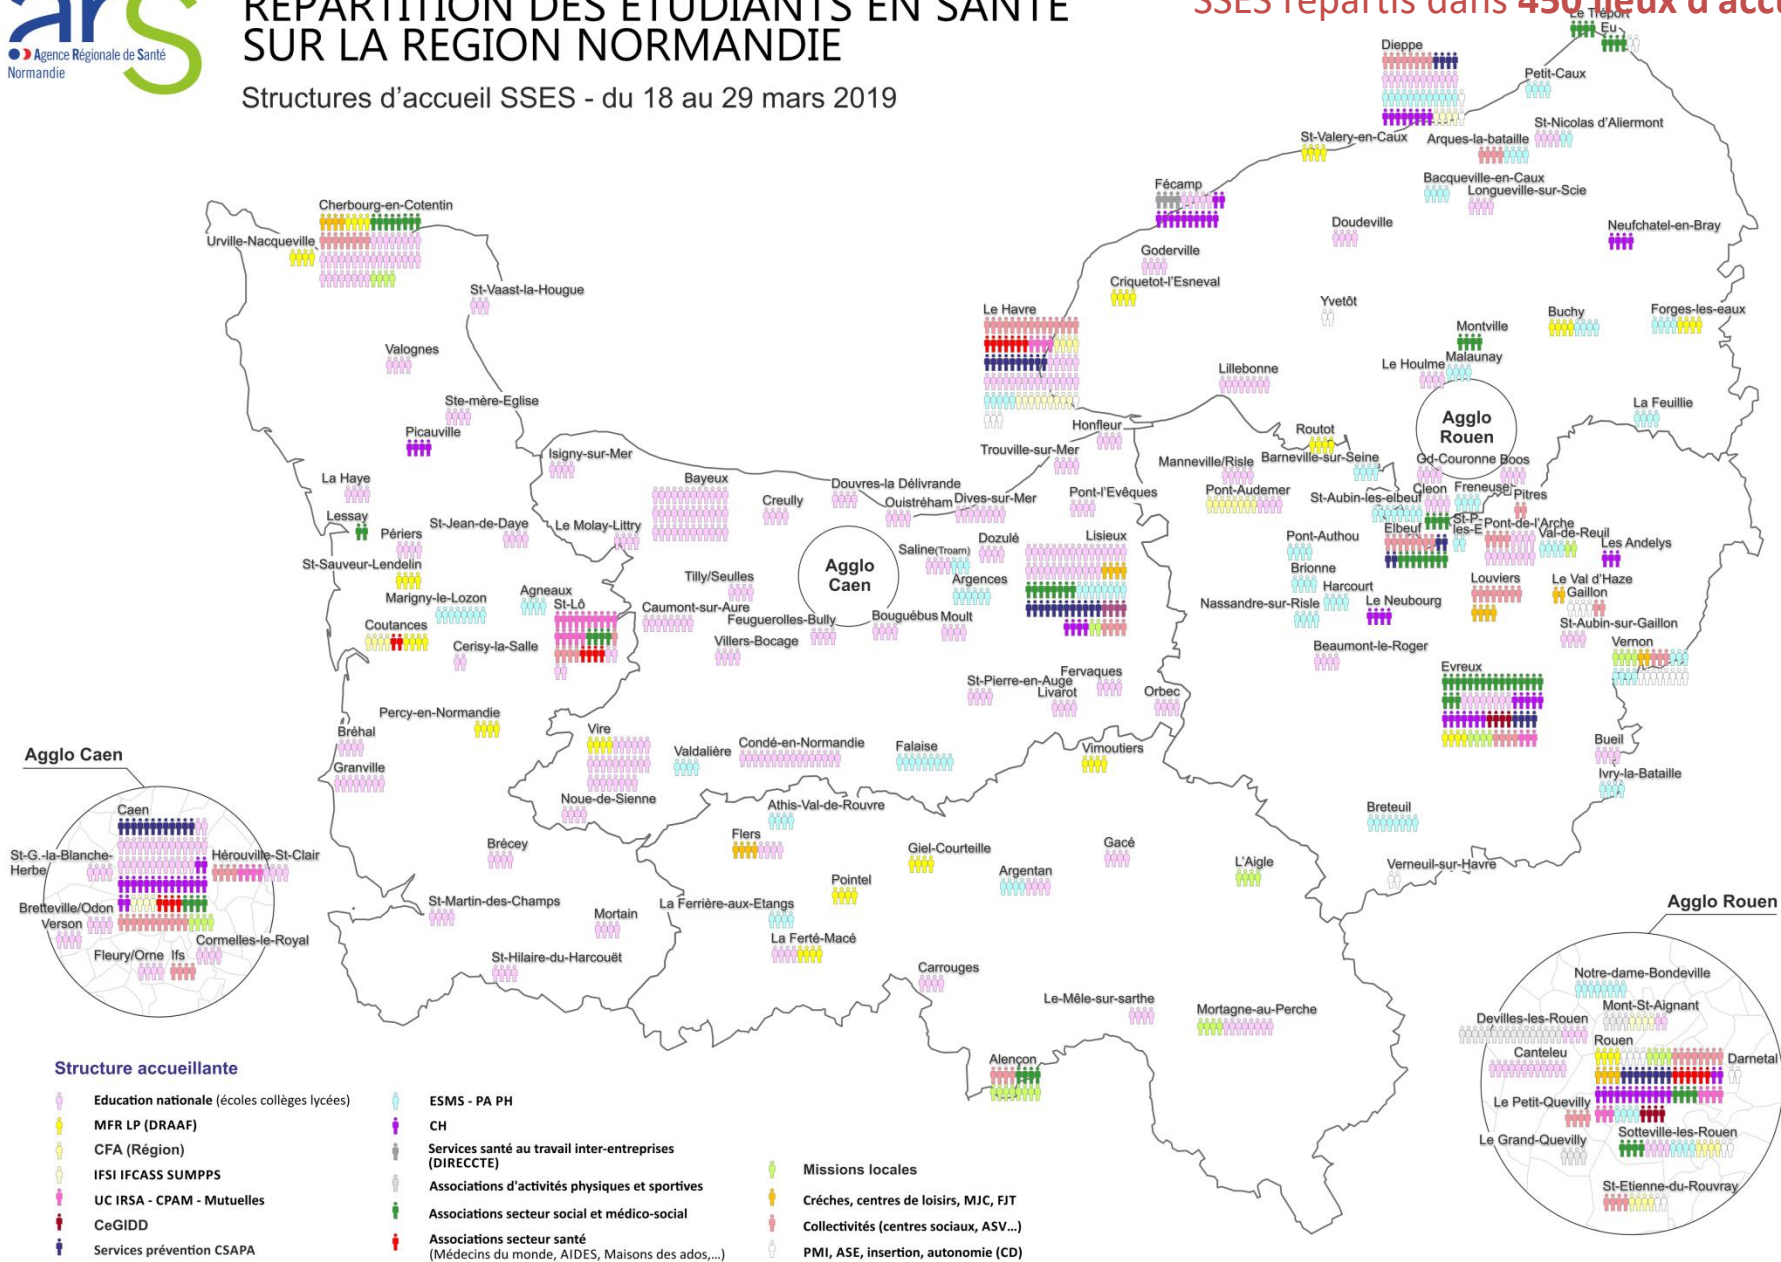 ars
Agence Régionale de Santé
Normandie
REPARTITION DES ETUDIANTS EN SANTE
SUR LA REGION NORMANDIE
Structures d'accueil SSES - du 18 au 29 mars 2019
SSES répartis dans 450 lieux d'accu
Le Tréport
Eu
Dieppe
Petit-Caux
St-Nicolas d'Aliermont
St-Valery-en-Caux
Arques-la-bataille
Bacqueville-en-Caux
Longueville-sur-Scie
Fécamp
Doudeville
Neufchatel-en-Bray
Cherbourg-en-Cotentin
Urville-Nacqueville
Goderville
Criquetot-l'Esneval
St-Vaast-la-Hougue
Yvetôt
Le Havre
Buchy
Forges-les-eaux
Montville
Valognes
Le Houlme
Malaunay
Lillebonne
Ste-mère-Eglise
La Feuillie
Picauville
Agglo
Rouen
Honfleur
Routot
Isigny-sur-Mer
Trouville-sur-Mer
Manneville/Risle
Barneville-sur-Seine
Gd-Couronne
Boos
La Haye
Bayeux
Creully
Douvres-la Délivrande
Ouistréham
Dives-sur-Mer
Pont-l'Evêques
Pont-Audemer
St-Aubin-les-elbeuf
Cleon
Freneuse
Pitres
Lessay
Périers
St-Jean-de-Daye
Le Molay-Littry
Elbeuf
St-P-
les-E
Pont-de-l'Arche
Val-de-Reuil
Les Andelys
Saline(Troarn)
Dozulé
Lisieux
Pont-Authou
St-Sauveur-Lendelin
Agglo
Caen
Tilly/Seulles
Argences
Brionne
Harcourt
Louviers
Le Val d'Haze
Gaillon
Marigny-le-Lozon
Agneaux
St-Lô
Caumont-sur-Aure
Feuguerolles-Bully
Bouguébus
Moult
Nassandre-sur-Risle
Le Neubourg
St-Aubin-sur-Gaillon
Coutances
Cerisy-la-Salle
Villers-Bocage
Beaumont-le-Roger
Vernon
Evreux
St-Pierre-en-Auge
Fervaques
Livarot
Orbec
Percy-en-Normandie
Bréhal
Vire
Valdalière
Condé-en-Normandie
Falaise
Vimoutiers
Bueil
Agglo Caen
Granville
Ivry-la-Bataille
Noue-de-Sienne
Athis-Val-de-Rouvre
Breteuil
Caen
Flers
Giel-Courteille
Gacé
L'Aigle
Verneuil-sur-Havre
St-G.-la-Blanche-
Herbe
Hérouville-St-Clair
Brécey
Argentan
Pointel
Agglo Rouen
Bretteville/Odon
Verson
St-Martin-des-Champs
Mortain
La Ferrière-aux-Etangs
Cormelles-le-Royal
Fleury/Orne
Ifs
La Ferté-Macé
St-Hilaire-du-Harcouët
Carrouges
Notre-dame-Bondeville
Le-Mêle-sur-sarthe
Mortagne-au-Perche
Mont-St-Aignant
Devilles-les-Rouen
Rouen
Canteleu
Darnetal
Alençon
Le Petit-Quevilly
Le Grand-Quevilly
Sotteville-les-Rouen
St-Etienne-du-Rouvray
Structure accueillante
Education nationale (écoles collèges lycées)
MFR LP (DRAAF)
CFA (Région)
IFSI IFCASS SUMPPS
UC IRSA - CPAM - Mutuelles
CeGIDD
Services prévention CSAPA
ESMS - PA PH
CH
Services santé au travail inter-entreprises
(DIRECCTE)
Associations d'activités physiques et sportives
Associations secteur social et médico-social
Associations secteur santé
(Médecins du monde, AIDES, Maisons des ados,...)
Missions locales
Créches, centres de loisirs, MJC, FJT
Collectivités (centres sociaux, ASV...)
PMI, ASE, insertion, autonomie (CD)